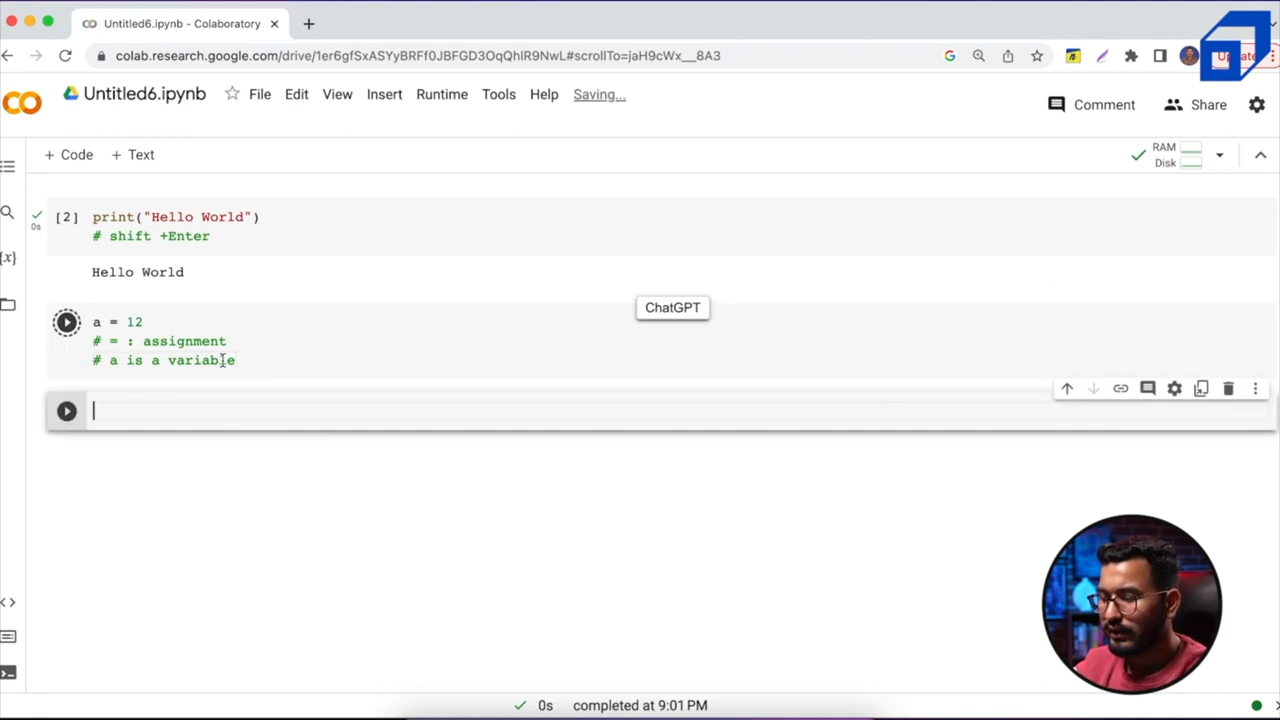 Untitled6.ipynb - Colaboratory
colab.research.google.com/drive/1er6gfSxASYyBRFf0JBFGD3OqQhlR9NwL#scrollTo=jaH9cWx__8A3
Untitled6.ipynb File Edit View Insert Runtime Tools Help Saving...
Comment Share
+ Code + Text
RAM
Disk
[2] print("Hello World")
0s
# shift +Enter
Hello World
ChatGPT
a = 12
# = : assignment
# a is a variable
0s completed at 9:01 PM